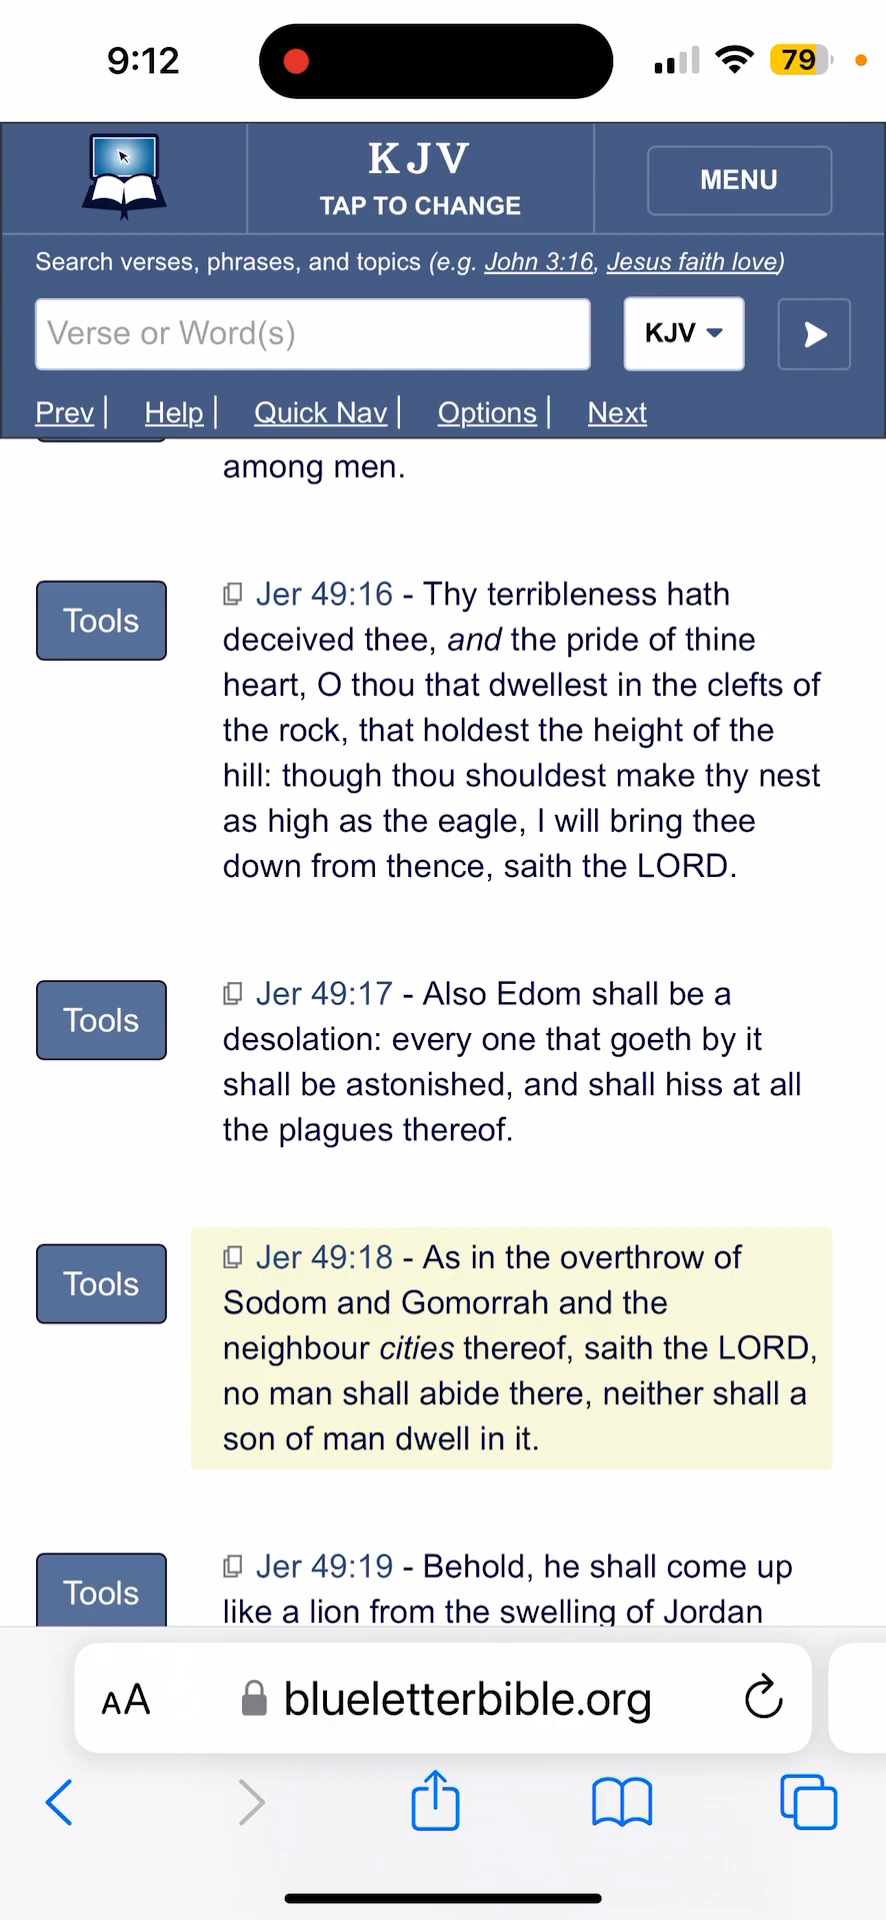 9:12
79
KJV
TAP TO CHANGE
MENU
Search verses, phrases, and topics (e.g. John 3:16, Jesus faith love)
Verse or Word(s)
KJV
Prev | Help | Quick Nav | Options | Next
among men.
Tools
Jer 49:16 - Thy terribleness hath
deceived thee, and the pride of thine
heart, O thou that dwellest in the clefts of
the rock, that holdest the height of the
hill: though thou shouldest make thy nest
as high as the eagle, I will bring thee
down from thence, saith the LORD.
Tools
Jer 49:17 - Also Edom shall be a
desolation: every one that goeth by it
shall be astonished, and shall hiss at all
the plagues thereof.
Tools
Jer 49:18 - As in the overthrow of
Sodom and Gomorrah and the
neighbour cities thereof, saith the LORD,
no man shall abide there, neither shall a
son of man dwell in it.
Tools
Jer 49:19 - Behold, he shall come up
like a lion from the swelling of Jordan
AA
blueletterbible.org